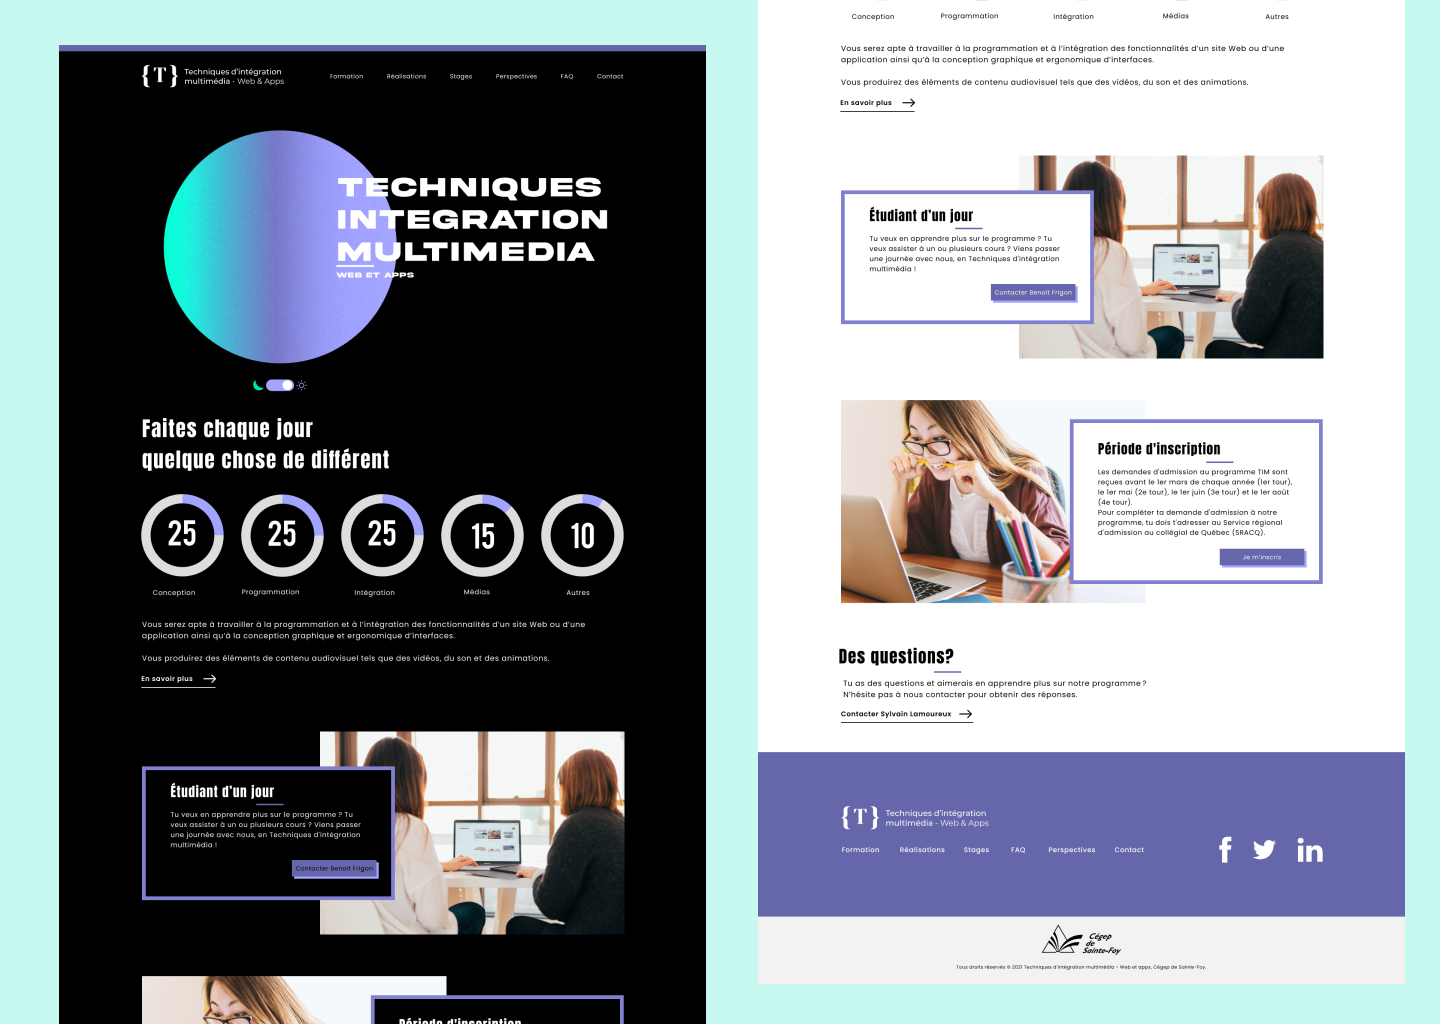 {T} Techniques d'intégration
multimédia - Web & Apps
Formation Réalisations Stages Perspectives FAQ Contact
TECHNIQUES
INTEGRATION
MULTIMEDIA
WEB ET APPS
Faites chaque jour
quelque chose de différent
25 25 25 15 10
Conception Programmation Intégration Médias Autres
Vous serez apte à travailler à la programmation et à l'intégration des fonctionnalités d'un site Web ou d'une
application ainsi qu'à la conception graphique et ergonomique d'interfaces.
Vous produirez des éléments de contenu audiovisuel tels que des vidéos, du son et des animations.
En savoir plus
Étudiant d'un jour
Tu veux en apprendre plus sur le programme ? Tu
veux assister à un ou plusieurs cours ? Viens passer
une journée avec nous, en Techniques d'intégration
multimédia !
Contacter Benoit Frigon
Période d'inscription
Conception Programmation Intégration Médias Autres
Vous serez apte à travailler à la programmation et à l'intégration des fonctionnalités d'un site Web ou d'une
application ainsi qu'à la conception graphique et ergonomique d'interfaces.
Vous produirez des éléments de contenu audiovisuel tels que des vidéos, du son et des animations.
En savoir plus
Étudiant d'un jour
Tu veux en apprendre plus sur le programme ? Tu
veux assister à un ou plusieurs cours ? Viens passer
une journée avec nous, en Techniques d'intégration
multimédia !
Contacter Benoit Frigon
Période d'inscription
Les demandes d'admission au programme TIM sont
reçues avant le 1er mars de chaque année (1er tour),
le 1er mai (2e tour), le 1er juin (3e tour) et le 1er août
(4e tour).
Pour compléter ta demande d'admission à notre
programme, tu dois t'adresser au Service régional
d'admission au collégial de Québec (SRACQ).
Je m'inscris
Des questions?
Tu as des questions et aimerais en apprendre plus sur notre programme ?
N'hésite pas à nous contacter pour obtenir des réponses.
Contacter Sylvain Lamoureux
{T} Techniques d'intégration
multimédia - Web & Apps
Formation Réalisations Stages FAQ Perspectives Contact
f in
Cégep
de
Sainte-Foy
Tous droits réservés © 2021 Techniques d'intégration multimédia - Web et apps, Cégep de Sainte-Foy.